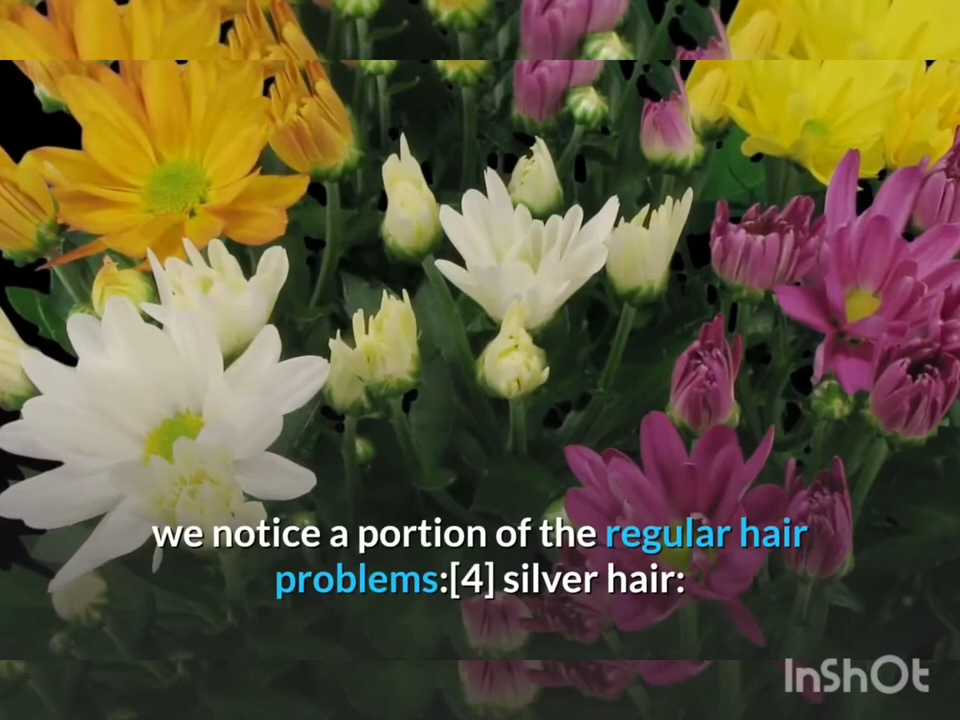 we notice a portion of the regular hair
problems:[4] silver hair:
InShOt